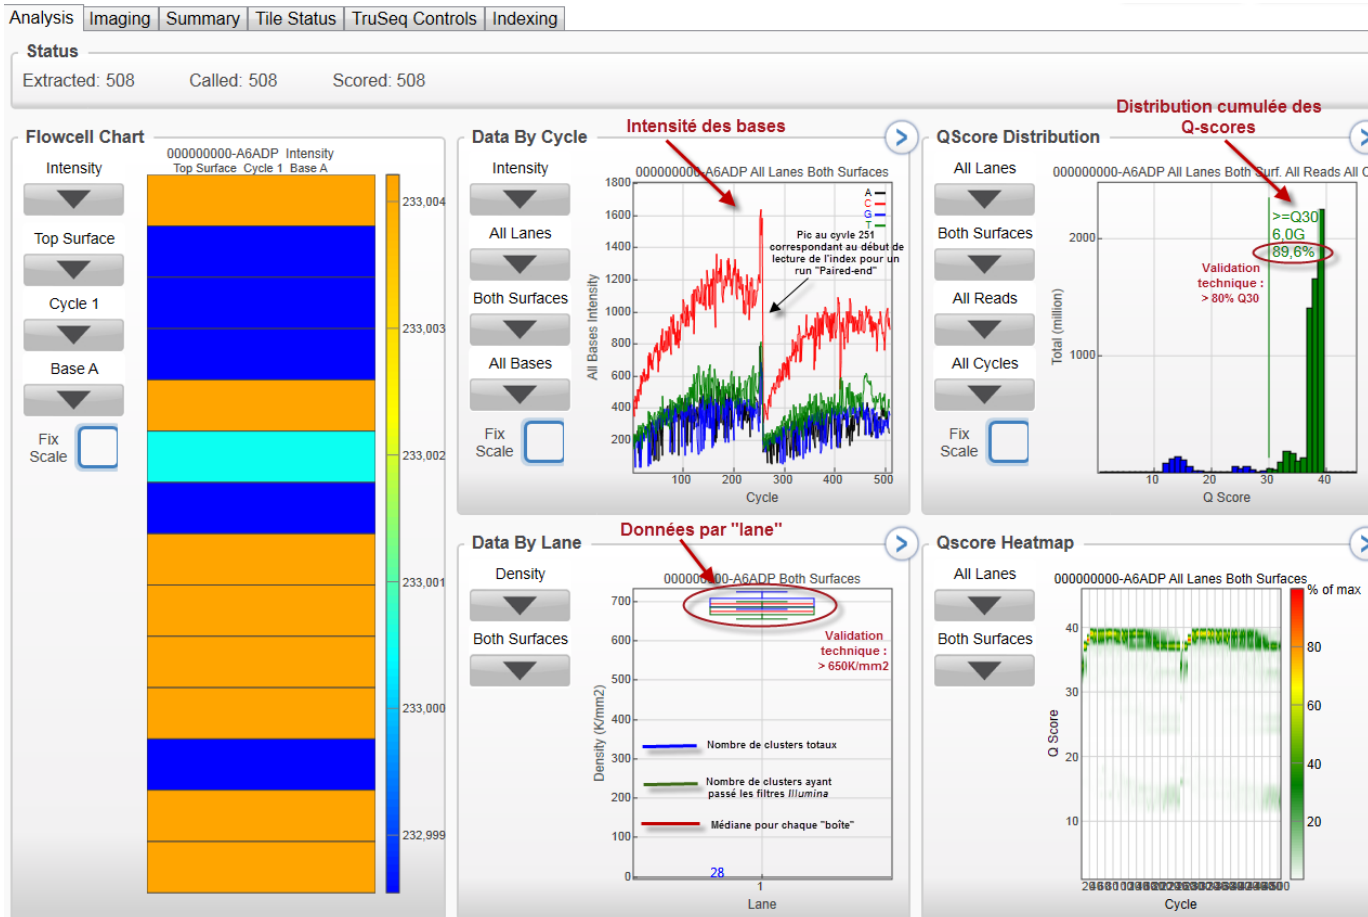 Analysis Imaging Summary Tile Status TruSeq Controls Indexing
Status
Extracted: 508 Called: 508 Scored: 508
Flowcell Chart
Intensity
Top Surface
Cycle 1
Base A
Fix
Scale
000000000-A6ADP Intensity
Top Surface Cycle 1 Base A
233,004
233,003
233,002
233,001
233,000
232,999
Data By Cycle
Intensité des bases
Intensity
All Lanes
Both Surfaces
All Bases
Fix
Scale
000000000-A6ADP All Lanes Both Surfaces
A
C
G
T
Pic au cyvle 251
correspondant au début de
lecture de l'index pour un
run "Paired-end"
All Bases Intensity
1800
1600
1400
1200
1000
800
600
400
200
100 200 300 400 500
Cycle
QScore Distribution
Distribution cumulée des
Q-scores
All Lanes
Both Surfaces
All Reads
All Cycles
Fix
Scale
000000000-A6ADP All Lanes Both Surf. All Reads All C
>=Q30
6,0G
89,6%
Validation
technique :
> 80% Q30
Total (million)
2000
1000
10 20 30 40
Q Score
Data By Lane
Données par "lane"
Density
Both Surfaces
000000000-A6ADP Both Surfaces
Validation
technique :
> 650K/mm2
Nombre de clusters totaux
Nombre de clusters ayant
passé les filtres Illumina
Médiane pour chaque "boîte"
Density (K/mm2)
700
600
500
400
300
200
100
0
28
1
Lane
Qscore Heatmap
All Lanes
Both Surfaces
000000000-A6ADP All Lanes Both Surfaces
% of max
80
60
40
20
Q Score
40
30
20
10
Cycle